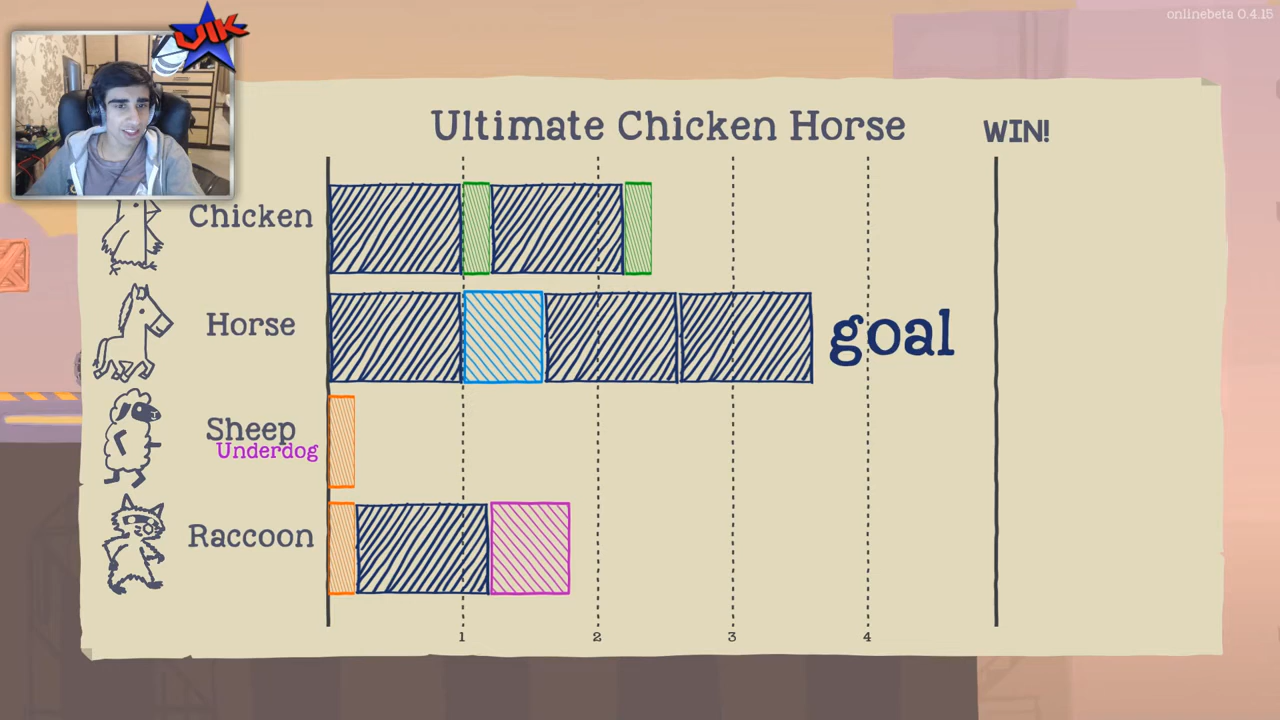 onlinebeta 0.4.15
VIK
Ultimate Chicken Horse
WIN!
Chicken
Horse
goal
Sheep
Underdog
Raccoon
1 2 3 4